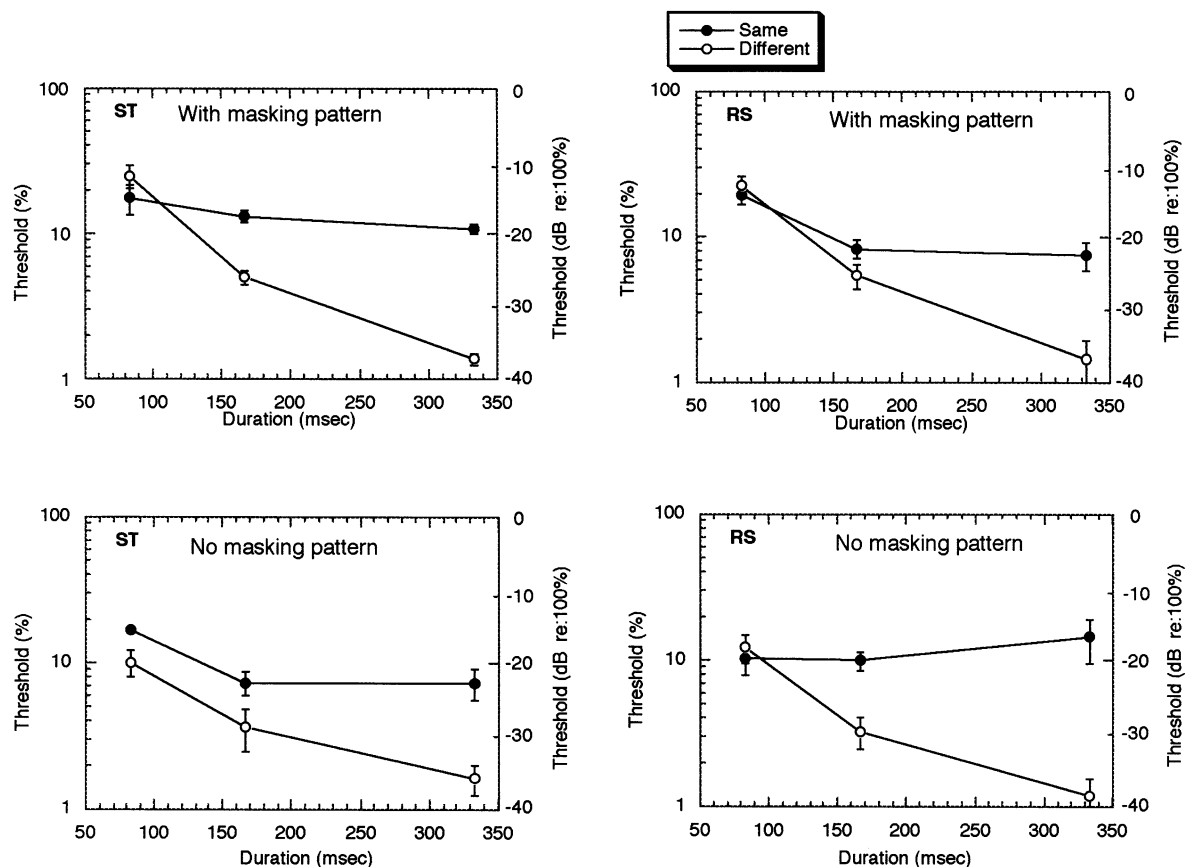 Same
Different
100
10
1
ST
With masking pattern
Threshold (%)
0
-10
-20
-30
-40
Threshold (dB re:100%)
50 100 150 200 250 300 350
Duration (msec)
100
10
1
RS
With masking pattern
Threshold (%)
0
-10
-20
-30
-40
Threshold (dB re:100%)
50 100 150 200 250 300 350
Duration (msec)
100
10
1
ST
No masking pattern
Threshold (%)
0
-10
-20
-30
-40
Threshold (dB re:100%)
50 100 150 200 250 300 350
Duration (msec)
100
10
1
RS
No masking pattern
Threshold (%)
0
-10
-20
-30
-40
Threshold (dB re:100%)
50 100 150 200 250 300 350
Duration (msec)